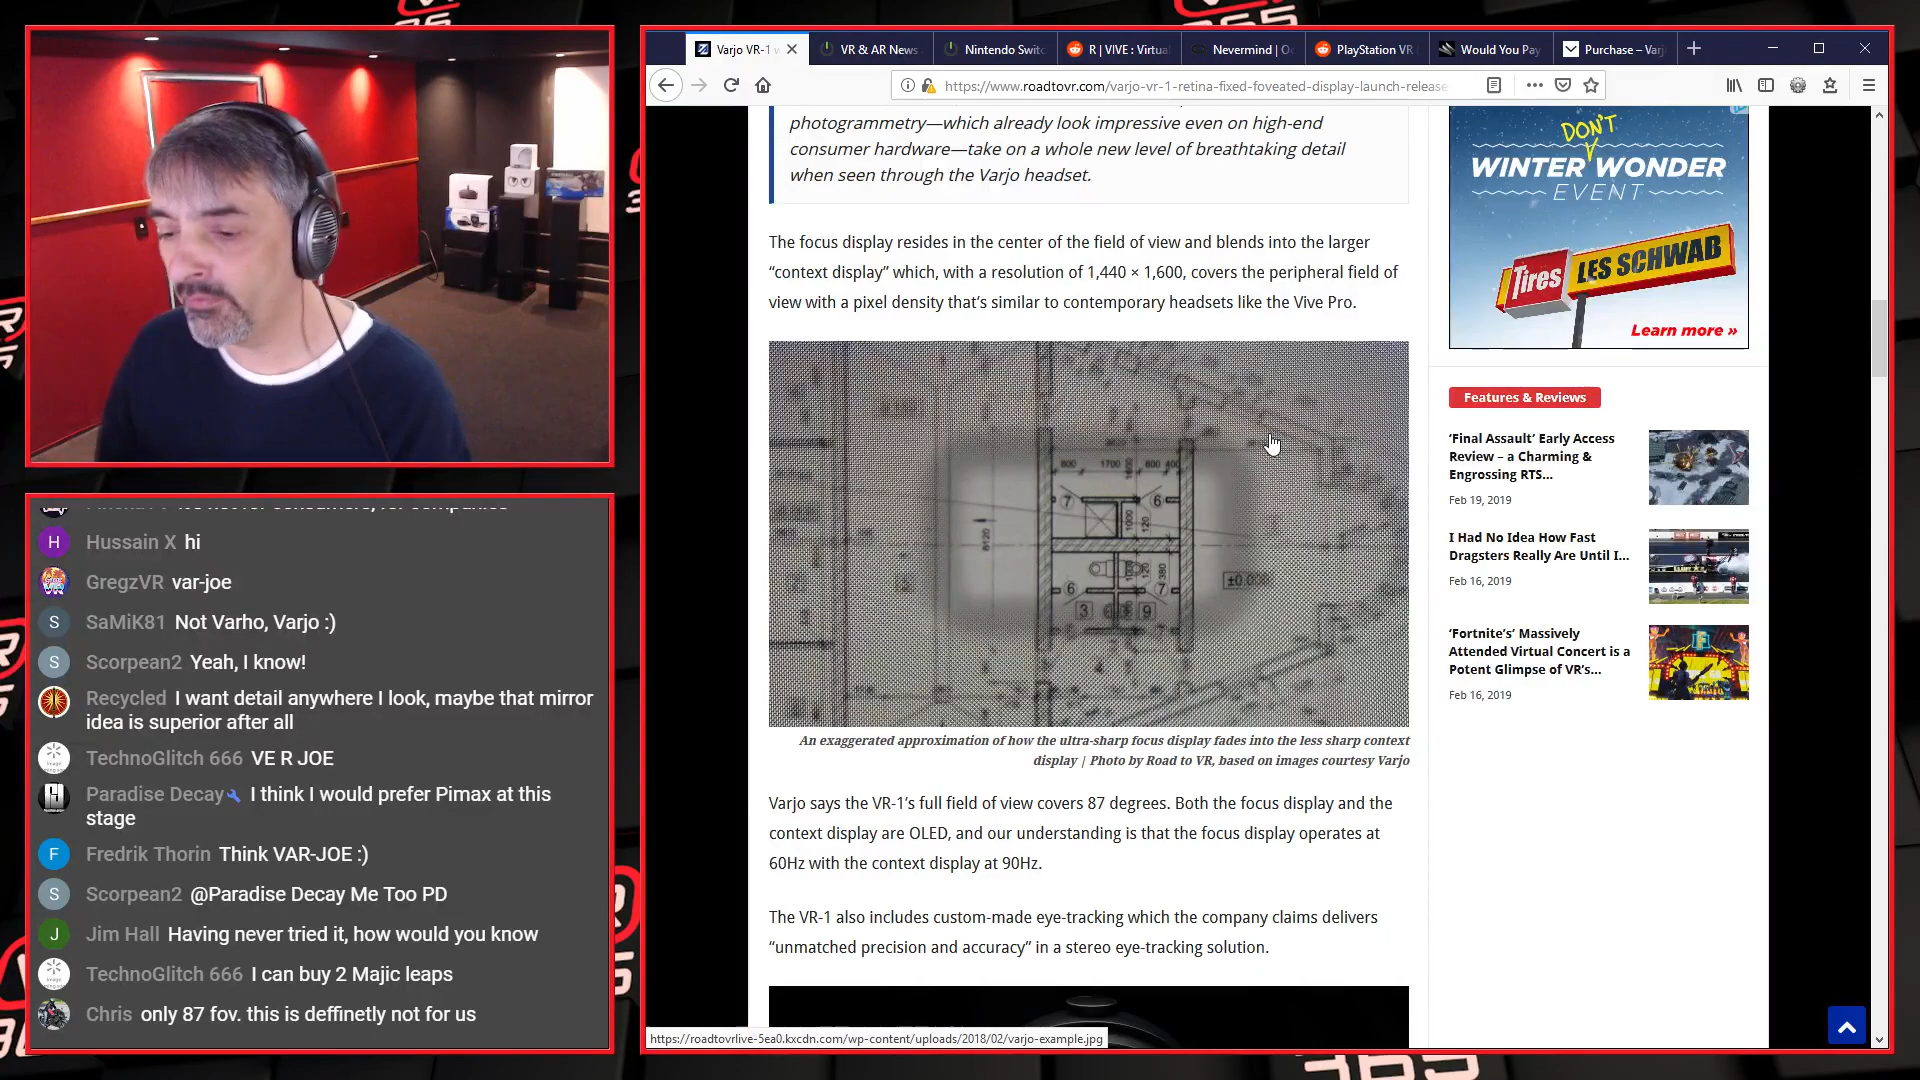 Varjo VR-1 w
VR & AR News
Nintendo Switc
R | VIVE : Virtua
Nevermind | Oc
PlayStation VR
Would You Pay
Purchase – Varj
https://www.roadtovr.com/varjo-vr-1-retina-fixed-foveated-display-launch-release
photogrammetry—which already look impressive even on high-end
consumer hardware—take on a whole new level of breathtaking detail
when seen through the Varjo headset.
The focus display resides in the center of the field of view and blends into the larger
“context display” which, with a resolution of 1,440 × 1,600, covers the peripheral field of
view with a pixel density that’s similar to contemporary headsets like the Vive Pro.
800 1700 600 400
7 6
1000 120
8120
±0.000
6 7
3 9
An exaggerated approximation of how the ultra-sharp focus display fades into the less sharp context
display | Photo by Road to VR, based on images courtesy Varjo
Varjo says the VR-1’s full field of view covers 87 degrees. Both the focus display and the
context display are OLED, and our understanding is that the focus display operates at
60Hz with the context display at 90Hz.
The VR-1 also includes custom-made eye-tracking which the company claims delivers
“unmatched precision and accuracy” in a stereo eye-tracking solution.
https://roadtovrlive-5ea0.kxcdn.com/wp-content/uploads/2018/02/varjo-example.jpg
DON'T
WINTER WONDER
EVENT
Tires LES SCHWAB
Learn more »
Features & Reviews
‘Final Assault’ Early Access
Review – a Charming &
Engrossing RTS…
Feb 19, 2019
I Had No Idea How Fast
Dragsters Really Are Until I…
Feb 16, 2019
‘Fortnite’s’ Massively
Attended Virtual Concert is a
Potent Glimpse of VR’s…
Feb 16, 2019
H Hussain X hi
GregzVR var-joe
S SaMiK81 Not Varho, Varjo :)
S Scorpean2 Yeah, I know!
Recycled I want detail anywhere I look, maybe that mirror
idea is superior after all
TechnoGlitch 666 VE R JOE
Paradise Decay I think I would prefer Pimax at this
stage
F Fredrik Thorin Think VAR-JOE :)
S Scorpean2 @Paradise Decay Me Too PD
J Jim Hall Having never tried it, how would you know
TechnoGlitch 666 I can buy 2 Majic leaps
Chris only 87 fov. this is deffinetly not for us